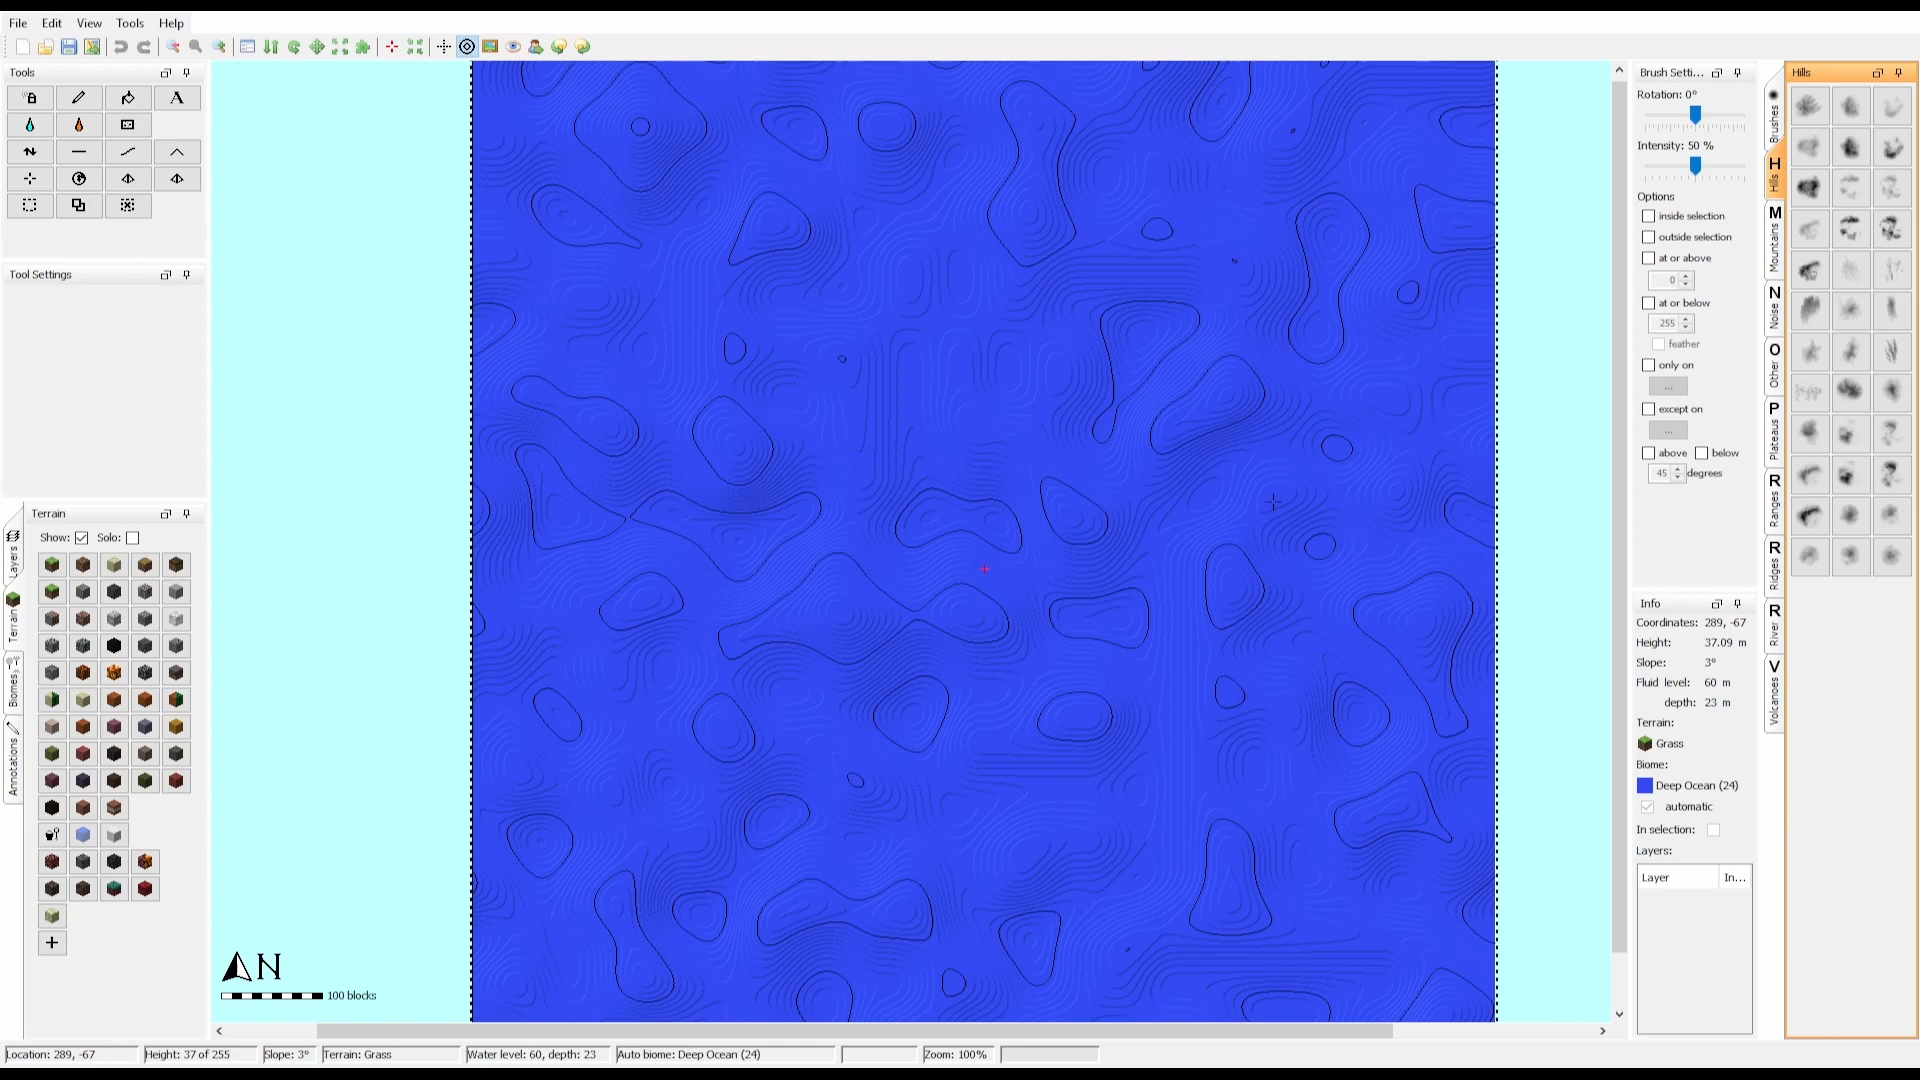 File Edit View Tools Help
Tools
A
Tool Settings
Terrain
Show: Solo:
Layers
Terrain
Biomes
Annotations
N
100 blocks
Brush Setti...
Rotation: 0°
Intensity: 50 %
Options
inside selection
outside selection
at or above
0
at or below
255
feather
only on
...
except on
...
above below
45 degrees
Info
Coordinates: 289, -67
Height: 37.09 m
Slope: 3°
Fluid level: 60 m
depth: 23 m
Terrain:
Grass
Biome:
Deep Ocean (24)
automatic
In selection:
Layers:
Layer In...
Brushes
H Hills
M Mountains
N Noise
O Other
P Plateaus
R Ranges
R Ridges
R River
V Volcanoes
Hills
Location: 289, -67 Height: 37 of 255 Slope: 3° Terrain: Grass Water level: 60, depth: 23 Auto biome: Deep Ocean (24) Zoom: 100%